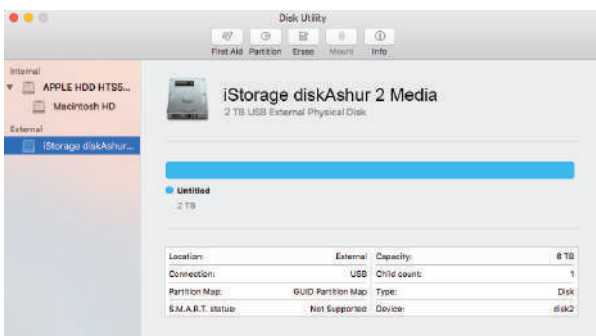 Disk Utility
First Aid Partition Erase Mount Info
Internal
APPLE HDD HTS5...
Macintosh HD
External
iStorage diskAshur...
iStorage diskAshur 2 Media
2 TB USB External Physical Disk
Untitled
2 TB
Location: External Capacity: 8 TB
Connection: USB Child count: 1
Partition Map: GUID Partition Map Type: Disk
S.M.A.R.T. status: Not Supported Device: disk2